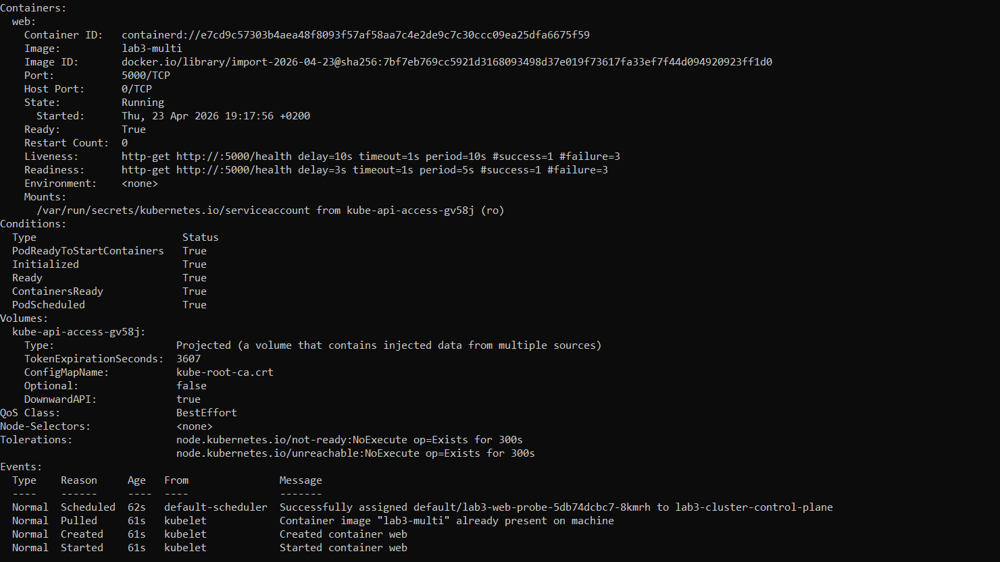 Containers:
  web:
    Container ID:   containerd://e7cd9c57303b4aea48f8093f57af58aa7c4e2de9c7c30ccc09ea25dfa6675f59
    Image:          lab3-multi
    Image ID:       docker.io/library/import-2026-04-23@sha256:7bf7eb769cc5921d3168093498d37e019f73617fa33ef7f44d094920923ff1d0
    Port:           5000/TCP
    Host Port:      0/TCP
    State:          Running
      Started:      Thu, 23 Apr 2026 19:17:56 +0200
    Ready:          True
    Restart Count:  0
    Liveness:       http-get http://:5000/health delay=10s timeout=1s period=10s #success=1 #failure=3
    Readiness:      http-get http://:5000/health delay=3s timeout=1s period=5s #success=1 #failure=3
    Environment:    <none>
    Mounts:
      /var/run/secrets/kubernetes.io/serviceaccount from kube-api-access-gv58j (ro)
Conditions:
  Type                        Status
  PodReadyToStartContainers   True
  Initialized                 True
  Ready                       True
  ContainersReady             True
  PodScheduled                True
Volumes:
  kube-api-access-gv58j:
    Type:                    Projected (a volume that contains injected data from multiple sources)
    TokenExpirationSeconds:  3607
    ConfigMapName:           kube-root-ca.crt
    Optional:                false
    DownwardAPI:             true
QoS Class:                   BestEffort
Node-Selectors:              <none>
Tolerations:                 node.kubernetes.io/not-ready:NoExecute op=Exists for 300s
                             node.kubernetes.io/unreachable:NoExecute op=Exists for 300s
Events:
  Type    Reason     Age   From               Message
  ----    ------     ----  ----               -------
  Normal  Scheduled  62s   default-scheduler  Successfully assigned default/lab3-web-probe-5db74dcbc7-8kmrh to lab3-cluster-control-plane
  Normal  Pulled     61s   kubelet            Container image "lab3-multi" already present on machine
  Normal  Created    61s   kubelet            Created container web
  Normal  Started    61s   kubelet            Started container web